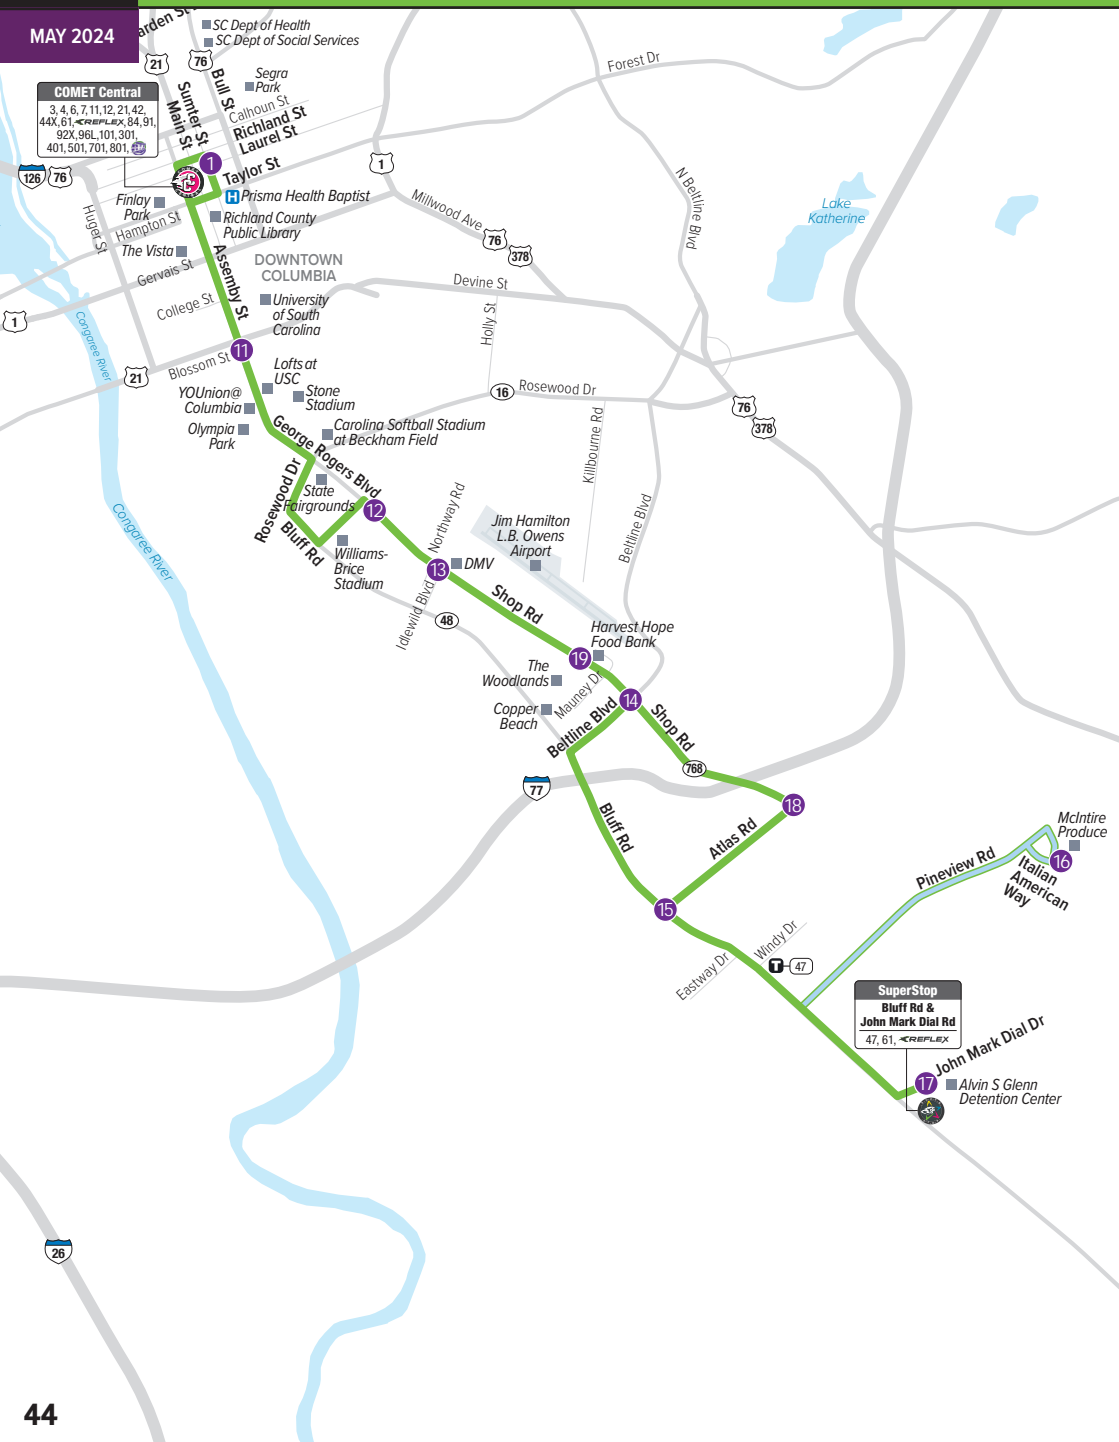 MAY 2024
arden St
SC Dept of Health
SC Dept of Social Services
21
76
Segra
Park
Bull St
Sumter St
Main St
Calhoun St
Richland St
Laurel St
Taylor St
COMET Central
3, 4, 6, 7, 11, 12, 21, 42,
44X, 61, REFLEX, 84, 91,
92X, 96L, 101, 301,
401, 501, 701, 801,
1
126
76
H Prisma Health Baptist
Finlay
Park
Richland County
Public Library
Hampton St
Huger St
The Vista
Gervais St
Assemby St
DOWNTOWN
COLUMBIA
College St
University
of South
Carolina
1
Congaree River
11
Blossom St
21
Forest Dr
1
N Beltline Blvd
Millwood Ave
76
378
Lake
Katherine
Devine St
Holly St
16
Rosewood Dr
76
378
Killbourne Rd
Beltline Blvd
Lofts at
USC
YOUnion@
Columbia
Stone
Stadium
Olympia
Park
Carolina Softball Stadium
at Beckham Field
George Rogers Blvd
Rosewood Dr
State
Fairgrounds
12
Bluff Rd
Williams-
Brice
Stadium
Congaree River
Northway Rd
Jim Hamilton
L.B. Owens
Airport
13
DMV
Idlewild Blvd
48
Shop Rd
Harvest Hope
Food Bank
19
The
Woodlands
Mauney Dr
Copper
Beach
14
Beltline Blvd
Shop Rd
768
77
18
Bluff Rd
Atlas Rd
15
McIntire
Produce
16
Pineview Rd
Italian
American
Way
Windy Dr
Eastway Dr
T 47
SuperStop
Bluff Rd &
John Mark Dial Rd
47, 61, REFLEX
John Mark Dial Dr
17
Alvin S Glenn
Detention Center
26
44